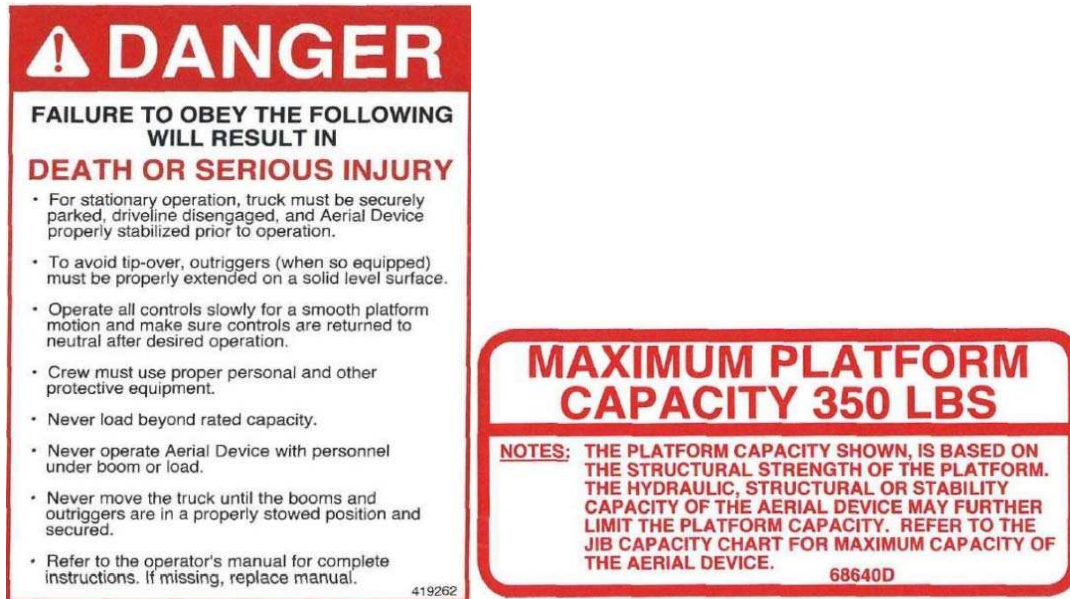 DANGER
FAILURE TO OBEY THE FOLLOWING
WILL RESULT IN
DEATH OR SERIOUS INJURY
• For stationary operation, truck must be securely
parked, driveline disengaged, and Aerial Device
properly stabilized prior to operation.
• To avoid tip-over, outriggers (when so equipped)
must be properly extended on a solid level surface.
• Operate all controls slowly for a smooth platform
motion and make sure controls are returned to
neutral after desired operation.
• Crew must use proper personal and other
protective equipment.
• Never load beyond rated capacity.
• Never operate Aerial Device with personnel
under boom or load.
• Never move the truck until the booms and
outriggers are in a properly stowed position and
secured.
• Refer to the operator's manual for complete
instructions. If missing, replace manual.
419262
MAXIMUM PLATFORM
CAPACITY 350 LBS
NOTES: THE PLATFORM CAPACITY SHOWN, IS BASED ON
THE STRUCTURAL STRENGTH OF THE PLATFORM.
THE HYDRAULIC, STRUCTURAL OR STABILITY
CAPACITY OF THE AERIAL DEVICE MAY FURTHER
LIMIT THE PLATFORM CAPACITY. REFER TO THE
JIB CAPACITY CHART FOR MAXIMUM CAPACITY OF
THE AERIAL DEVICE.
68640D